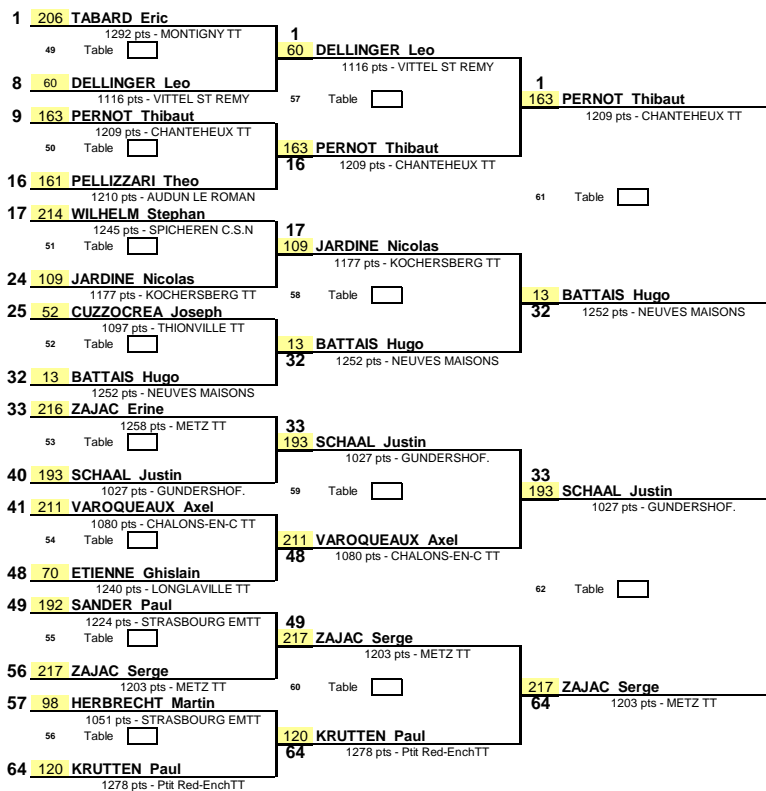 1 206 TABARD Eric
1292 pts - MONTIGNY TT
49 Table
8 60 DELLINGER Leo
1116 pts - VITTEL ST REMY
9 163 PERNOT Thibaut
1209 pts - CHANTEHEUX TT
50 Table
16 161 PELLIZZARI Theo
1210 pts - AUDUN LE ROMAN
17 214 WILHELM Stephan
1245 pts - SPICHEREN C.S.N
51 Table
24 109 JARDINE Nicolas
1177 pts - KOCHERSBERG TT
25 52 CUZZOCREA Joseph
1097 pts - THIONVILLE TT
52 Table
32 13 BATTAIS Hugo
1252 pts - NEUVES MAISONS
33 216 ZAJAC Erine
1258 pts - METZ TT
53 Table
40 193 SCHAAL Justin
1027 pts - GUNDERSHOF.
41 211 VAROQUEAUX Axel
1080 pts - CHALONS-EN-C TT
54 Table
48 70 ETIENNE Ghislain
1240 pts - LONGLAVILLE TT
49 192 SANDER Paul
1224 pts - STRASBOURG EMTT
55 Table
56 217 ZAJAC Serge
1203 pts - METZ TT
57 98 HERBRECHT Martin
1051 pts - STRASBOURG EMTT
56 Table
64 120 KRUTTEN Paul
1278 pts - Ptit Red-EnchTT
1
60 DELLINGER Leo
1116 pts - VITTEL ST REMY
57 Table
163 PERNOT Thibaut
16
1209 pts - CHANTEHEUX TT
17
109 JARDINE Nicolas
1177 pts - KOCHERSBERG TT
58 Table
13 BATTAIS Hugo
32
1252 pts - NEUVES MAISONS
33
193 SCHAAL Justin
1027 pts - GUNDERSHOF.
59 Table
211 VAROQUEAUX Axel
48
1080 pts - CHALONS-EN-C TT
49
217 ZAJAC Serge
1203 pts - METZ TT
60 Table
120 KRUTTEN Paul
64
1278 pts - Ptit Red-EnchTT
1
163 PERNOT Thibaut
1209 pts - CHANTEHEUX TT
61 Table
13 BATTAIS Hugo
32 1252 pts - NEUVES MAISONS
33
193 SCHAAL Justin
1027 pts - GUNDERSHOF.
62 Table
217 ZAJAC Serge
64 1203 pts - METZ TT